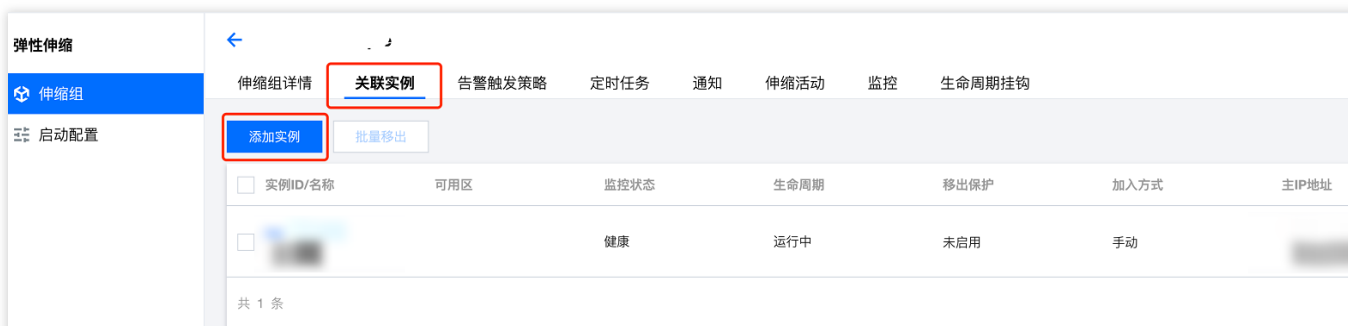 弹性伸缩
伸缩组
启动配置
伸缩组详情 关联实例 告警触发策略 定时任务 通知 伸缩活动 监控 生命周期挂钩
添加实例 批量移出
实例ID/名称 可用区 监控状态 生命周期 移出保护 加入方式 主IP地址
健康 运行中 未启用 手动
共 1 条